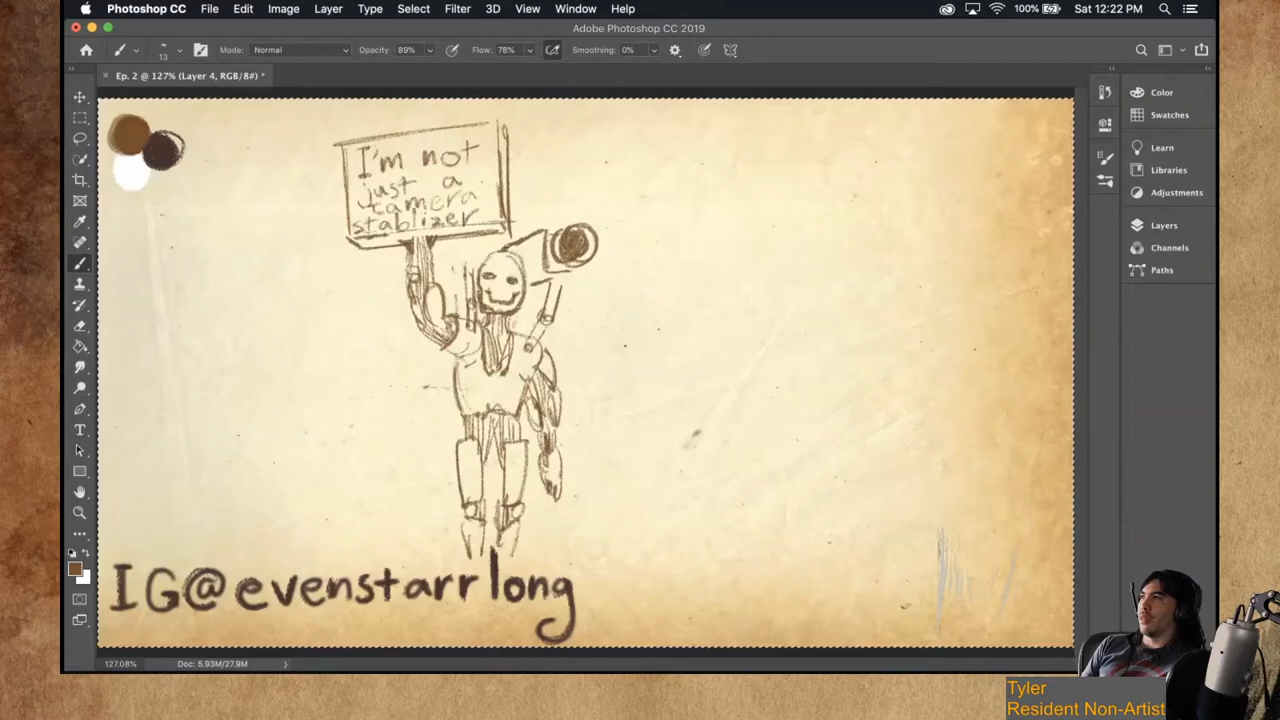 Photoshop CC File Edit Image Layer Type Select Filter 3D View Window Help 100% Sat 12:22 PM
Adobe Photoshop CC 2019
13 Mode: Normal Opacity: 89% Flow: 78% Smoothing: 0%
× Ep. 2 @ 127% (Layer 4, RGB/8#) *
Color
Swatches
Learn
Libraries
Adjustments
Layers
Channels
Paths
I'm not
just a
camera
stablizer
IG@evenstarrlong
127.08% Doc: 5.93M/27.9M
Tyler
Resident Non-Artist